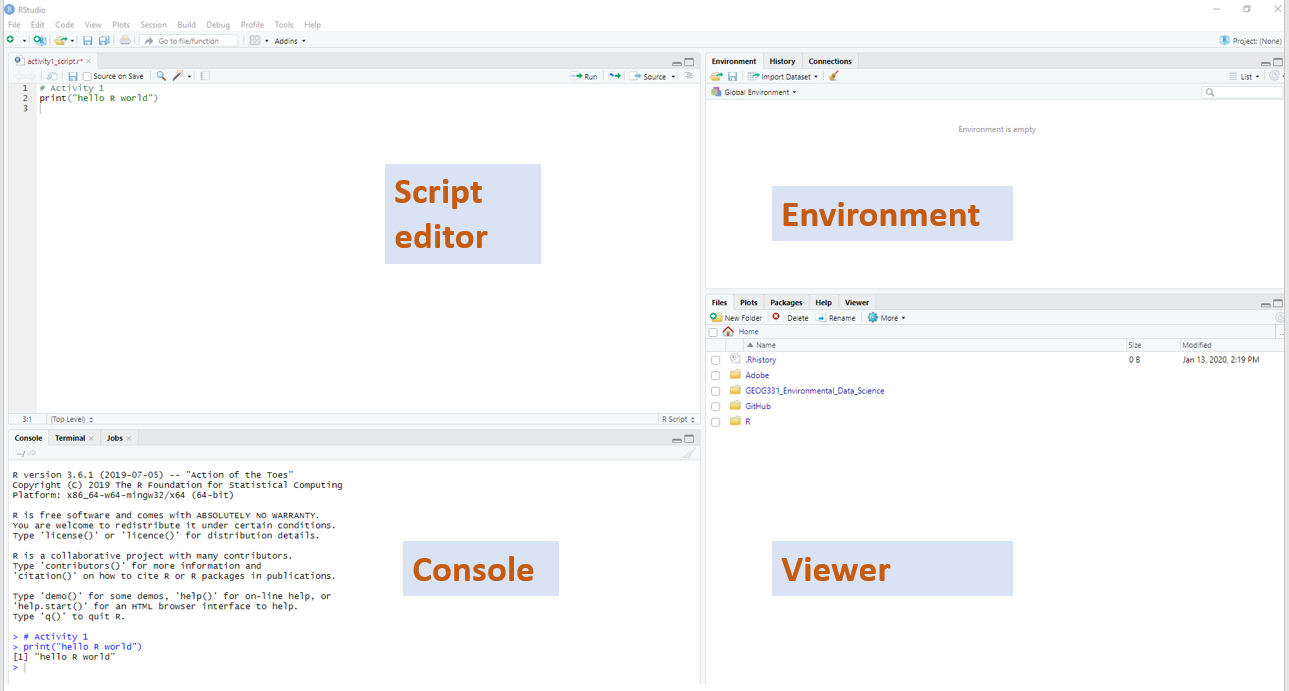 RStudio
File Edit Code View Plots Session Build Debug Profile Tools Help
Go to file/function Addins Project: (None)
activity1_script.r*
Source on Save Run Source
1 # Activity 1
2 print("hello R world")
3
Script
editor
3:1 (Top Level) R Script
Console Terminal Jobs
~/
R version 3.6.1 (2019-07-05) -- "Action of the Toes"
Copyright (C) 2019 The R Foundation for Statistical Computing
Platform: x86_64-w64-mingw32/x64 (64-bit)
R is free software and comes with ABSOLUTELY NO WARRANTY.
You are welcome to redistribute it under certain conditions.
Type 'license()' or 'licence()' for distribution details.
R is a collaborative project with many contributors.
Type 'contributors()' for more information and
'citation()' on how to cite R or R packages in publications.
Type 'demo()' for some demos, 'help()' for on-line help, or
'help.start()' for an HTML browser interface to help.
Type 'q()' to quit R.
> # Activity 1
> print("hello R world")
[1] "hello R world"
>
Console
Environment History Connections
Import Dataset List
Global Environment
Environment is empty
Environment
Files Plots Packages Help Viewer
New Folder Delete Rename More
Home
Name Size Modified
.Rhistory 0 B Jan 13, 2020, 2:19 PM
Adobe
GEOG331_Environmental_Data_Science
GitHub
R
Viewer